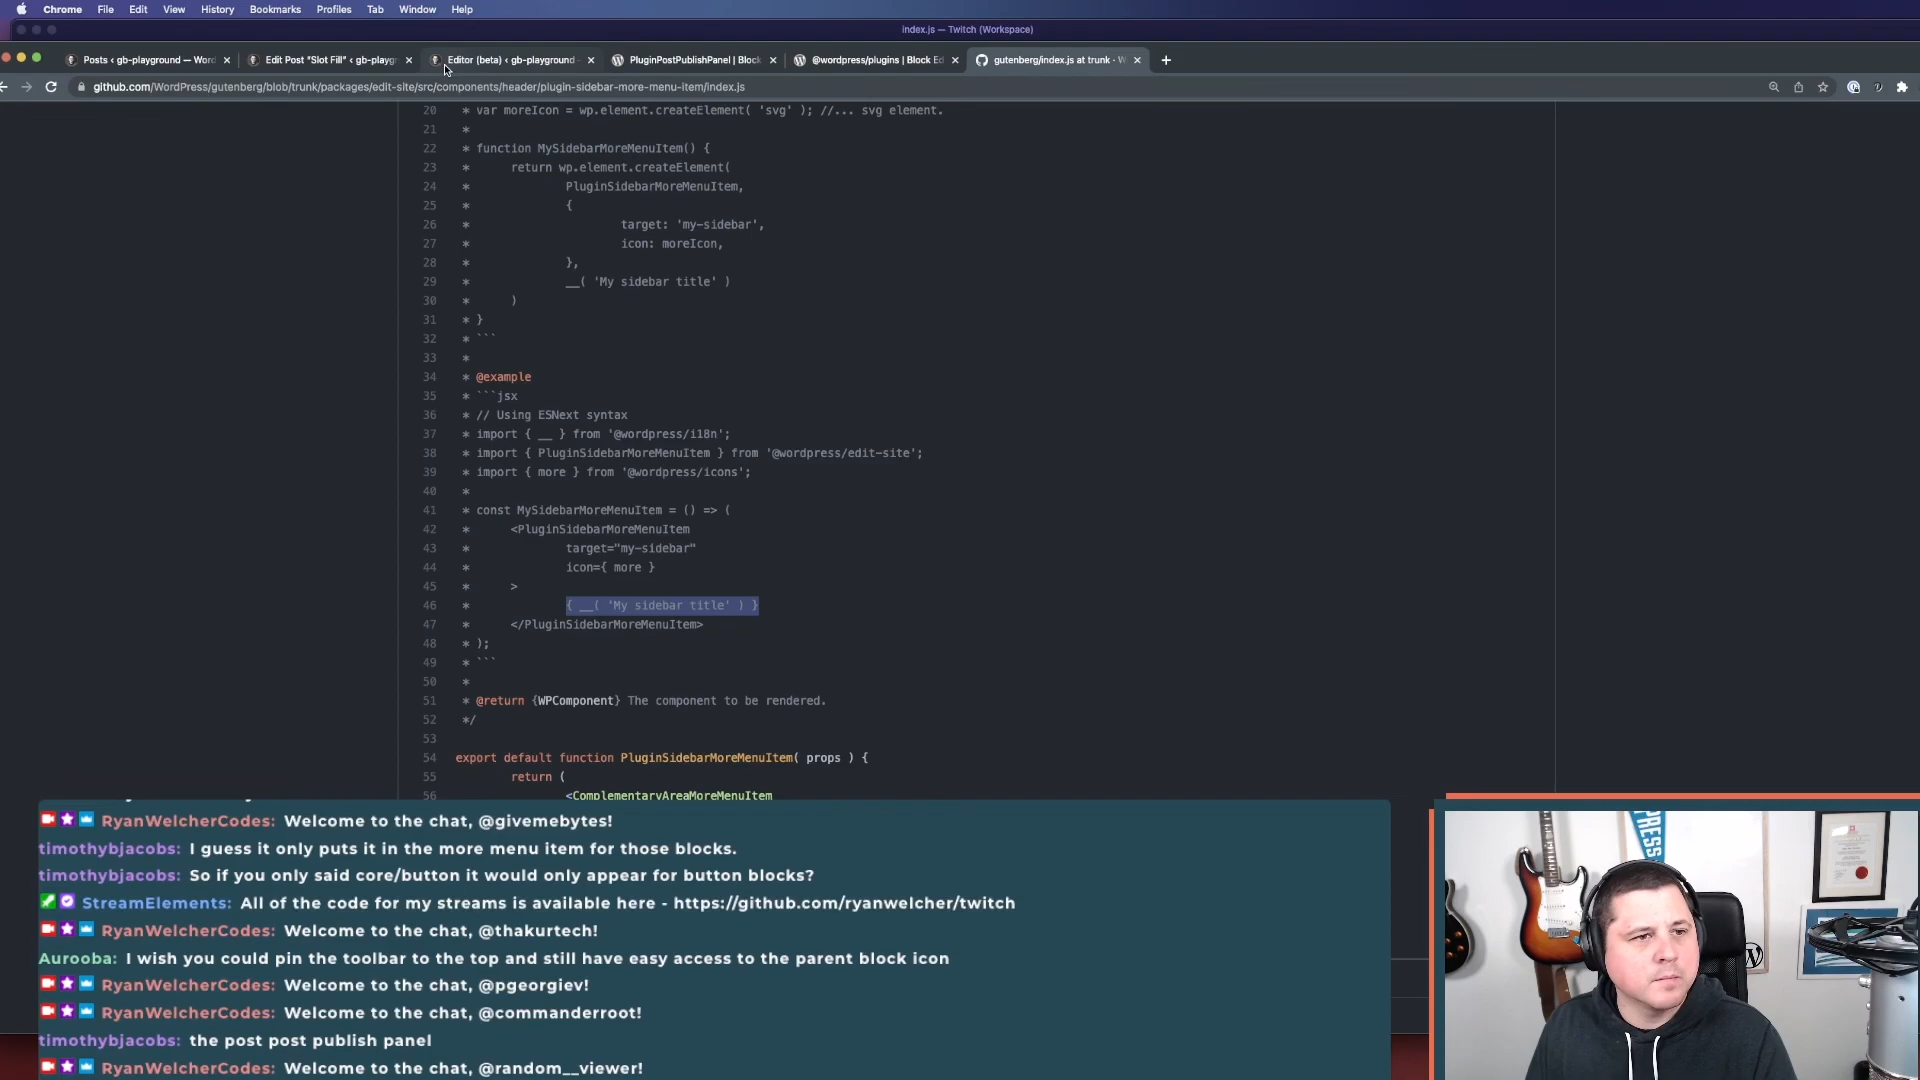 Chrome File Edit View History Bookmarks Profiles Tab Window Help
index.js — Twitch (Workspace)
Posts ‹ gb-playground — Word
Edit Post "Slot Fill" ‹ gb-playg
Editor (beta) ‹ gb-playground -
PluginPostPublishPanel | Block
@wordpress/plugins | Block Ed
gutenberg/index.js at trunk · W
github.com/WordPress/gutenberg/blob/trunk/packages/edit-site/src/components/header/plugin-sidebar-more-menu-item/index.js
20 * var moreIcon = wp.element.createElement( 'svg' ); //... svg element.
21 *
22 * function MySidebarMoreMenuItem() {
23 * return wp.element.createElement(
24 * PluginSidebarMoreMenuItem,
25 * {
26 * target: 'my-sidebar',
27 * icon: moreIcon,
28 * },
29 * __( 'My sidebar title' )
30 * )
31 * }
32 * ```
33 *
34 * @example
35 * ```jsx
36 * // Using ESNext syntax
37 * import { __ } from '@wordpress/i18n';
38 * import { PluginSidebarMoreMenuItem } from '@wordpress/edit-site';
39 * import { more } from '@wordpress/icons';
40 *
41 * const MySidebarMoreMenuItem = () => (
42 * <PluginSidebarMoreMenuItem
43 * target="my-sidebar"
44 * icon={ more }
45 * >
46 * { __( 'My sidebar title' ) }
47 * </PluginSidebarMoreMenuItem>
48 * );
49 * ```
50 *
51 * @return {WPComponent} The component to be rendered.
52 */
53
54 export default function PluginSidebarMoreMenuItem( props ) {
55 return (
56 <ComplementaryAreaMoreMenuItem
RyanWelcherCodes: Welcome to the chat, @givemebytes!
timothybjacobs: I guess it only puts it in the more menu item for those blocks.
timothybjacobs: So if you only said core/button it would only appear for button blocks?
StreamElements: All of the code for my streams is available here - https://github.com/ryanwelcher/twitch
RyanWelcherCodes: Welcome to the chat, @thakurtech!
Aurooba: I wish you could pin the toolbar to the top and still have easy access to the parent block icon
RyanWelcherCodes: Welcome to the chat, @pgeorgiev!
RyanWelcherCodes: Welcome to the chat, @commanderroot!
timothybjacobs: the post post publish panel
RyanWelcherCodes: Welcome to the chat, @random__viewer!
PRESS